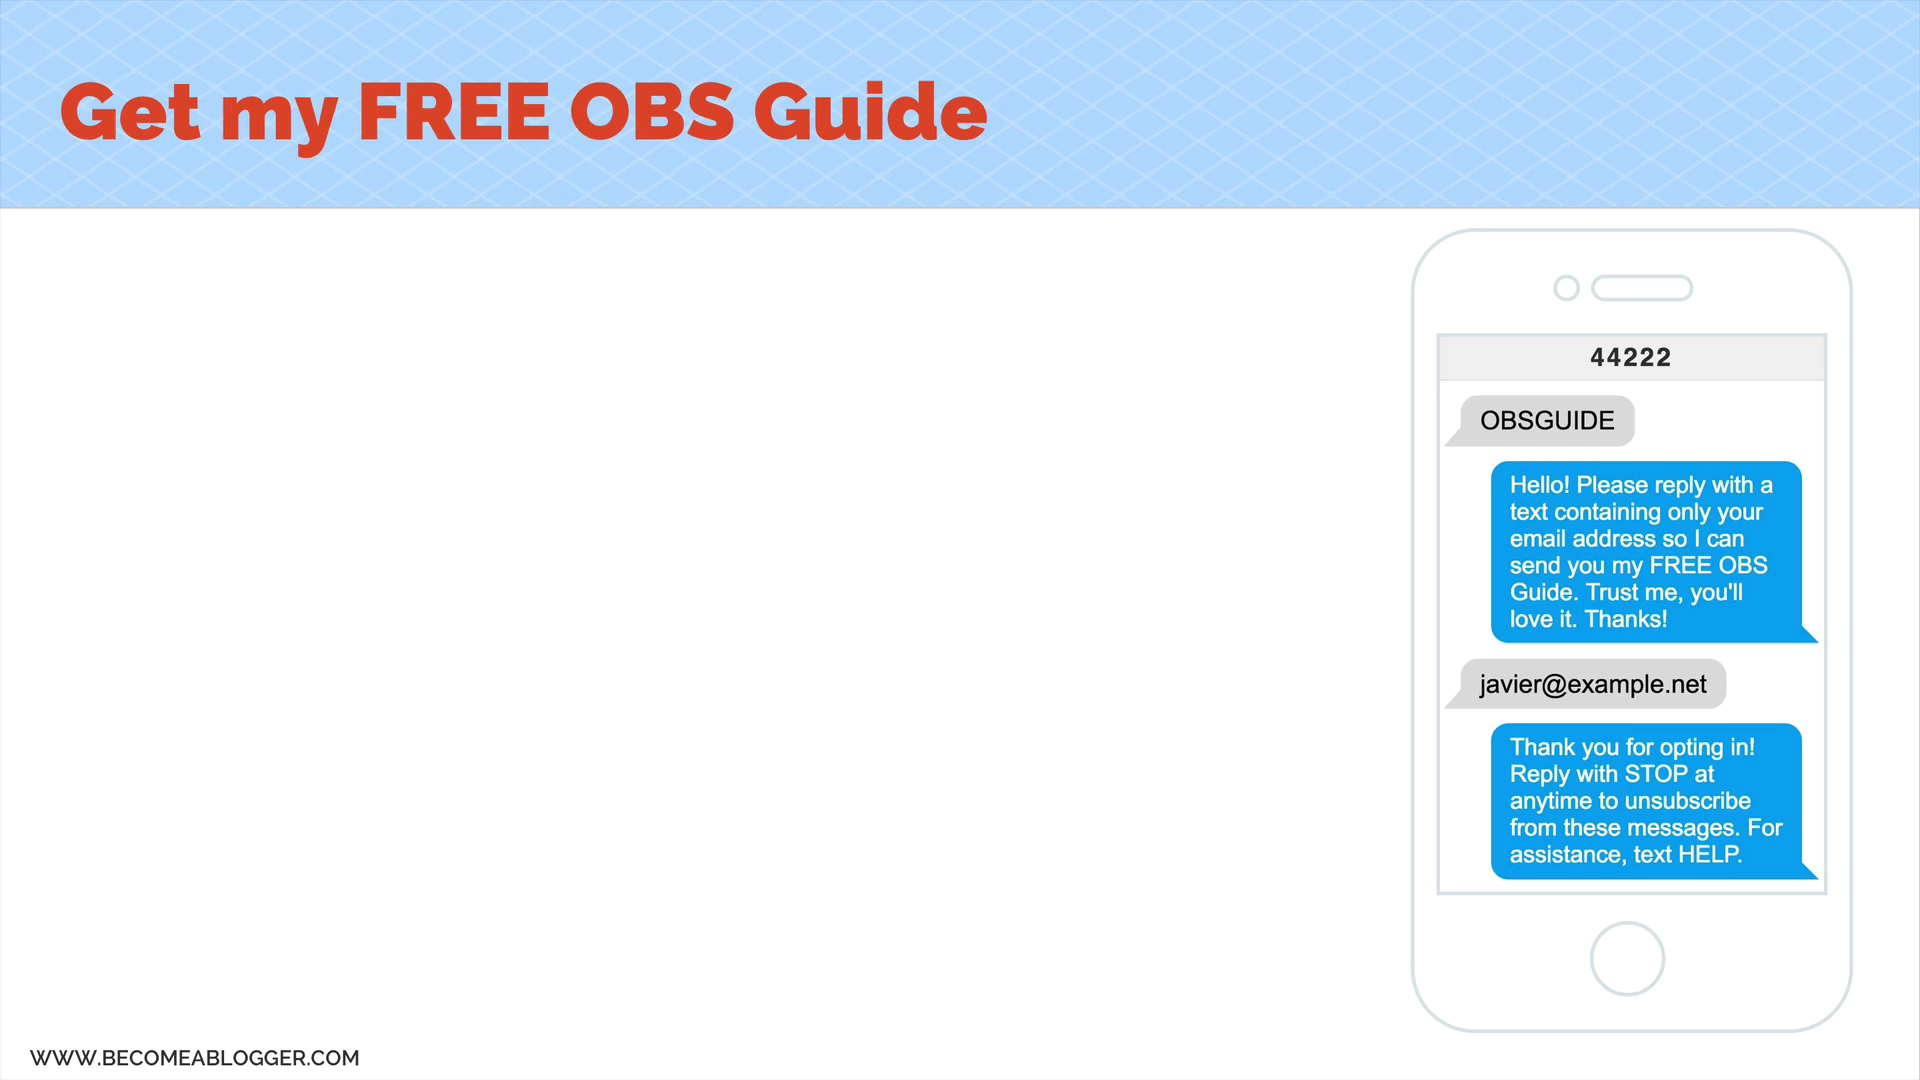 Get my FREE OBS Guide
44222
OBSGUIDE
Hello! Please reply with a
text containing only your
email address so I can
send you my FREE OBS
Guide. Trust me, you'll
love it. Thanks!
javier@example.net
Thank you for opting in!
Reply with STOP at
anytime to unsubscribe
from these messages. For
assistance, text HELP.
WWW.BECOMEABLOGGER.COM